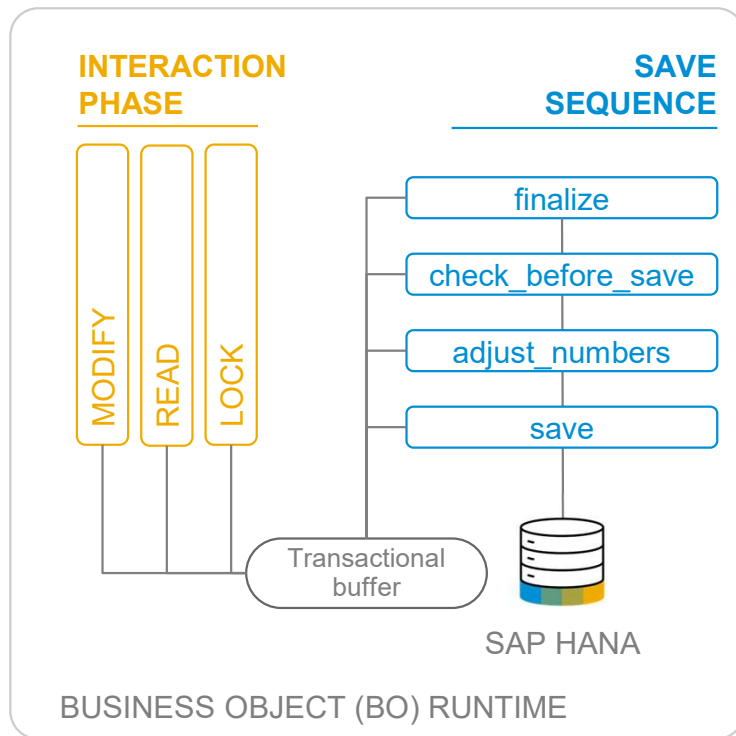 INTERACTION
PHASE
SAVE
SEQUENCE
MODIFY
READ
LOCK
finalize
check_before_save
adjust_numbers
save
Transactional
buffer
SAP HANA
BUSINESS OBJECT (BO) RUNTIME